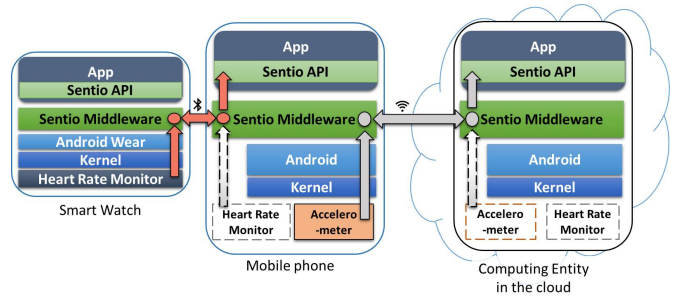 App
Sentio API
Sentio Middleware
Android Wear
Kernel
Heart Rate Monitor
Smart Watch
App
Sentio API
Sentio Middleware
Android
Kernel
Heart Rate
Monitor
Accelero
-meter
Mobile phone
App
Sentio API
Sentio Middleware
Android
Kernel
Accelero
-meter
Heart Rate
Monitor
Computing Entity
in the cloud